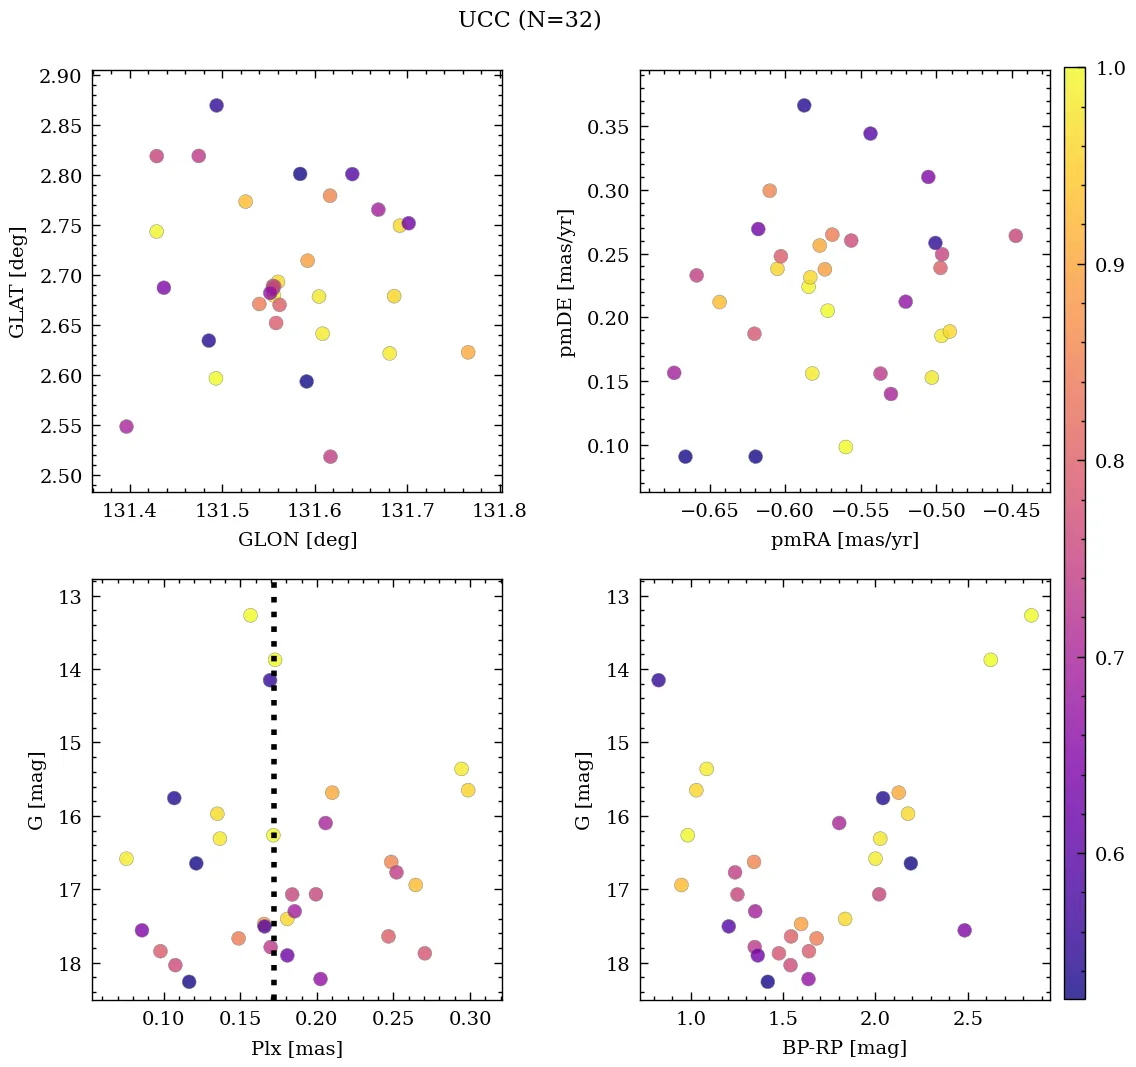 UCC (N=32)
2.90
2.85
2.80
2.75
2.70
2.65
2.60
2.55
2.50
GLAT [deg]
131.4 131.5 131.6 131.7 131.8
GLON [deg]
0.35
0.30
0.25
0.20
0.15
0.10
pmDE [mas/yr]
−0.65 −0.60 −0.55 −0.50 −0.45
pmRA [mas/yr]
13
14
15
16
17
18
G [mag]
0.10 0.15 0.20 0.25 0.30
Plx [mas]
13
14
15
16
17
18
G [mag]
1.0 1.5 2.0 2.5
BP-RP [mag]
1.0
0.9
0.8
0.7
0.6